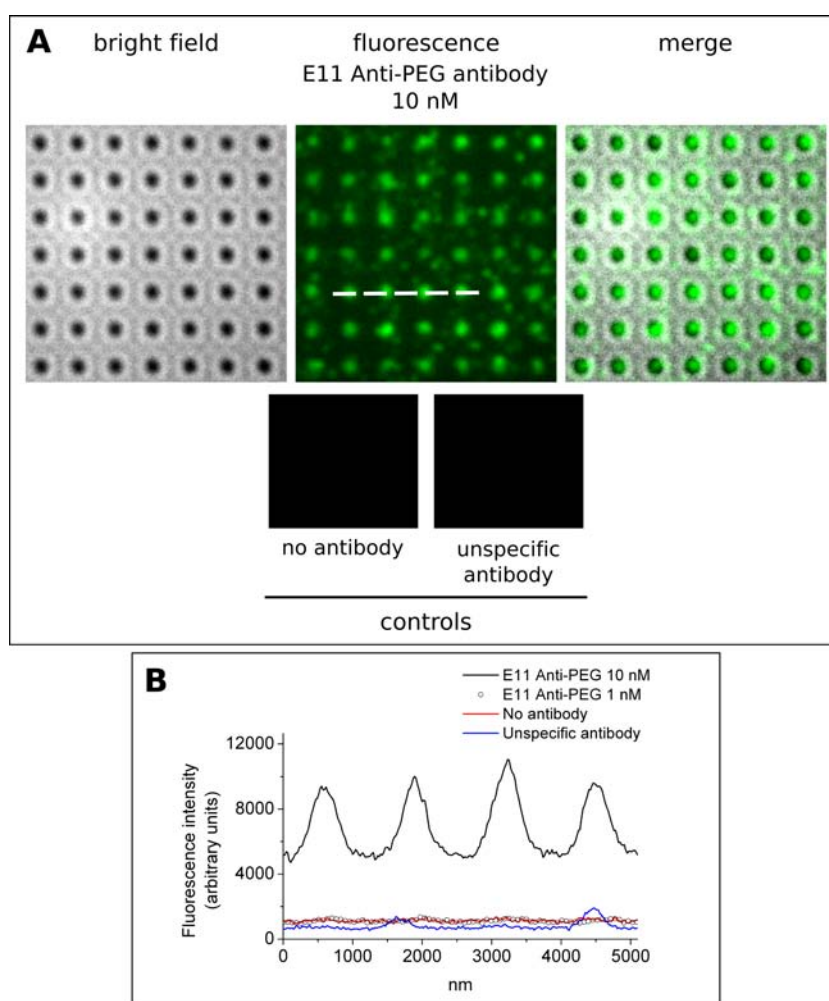 A
bright field
fluorescence
merge
E11 Anti-PEG antibody
10 nM
no antibody
unspecific
antibody
controls
B
E11 Anti-PEG 10 nM
E11 Anti-PEG 1 nM
No antibody
Unspecific antibody
Fluorescence intensity
(arbitrary units)
12000
8000
4000
0
0 1000 2000 3000 4000 5000
nm